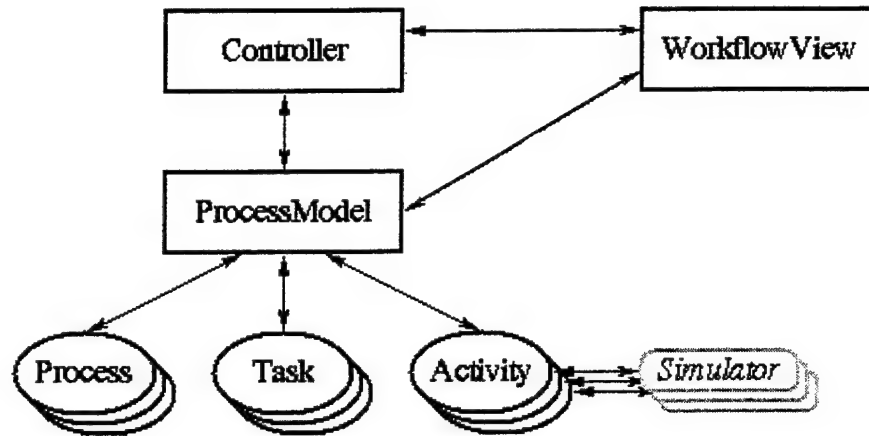 Controller
WorkflowView
ProcessModel
Process
Task
Activity
Simulator